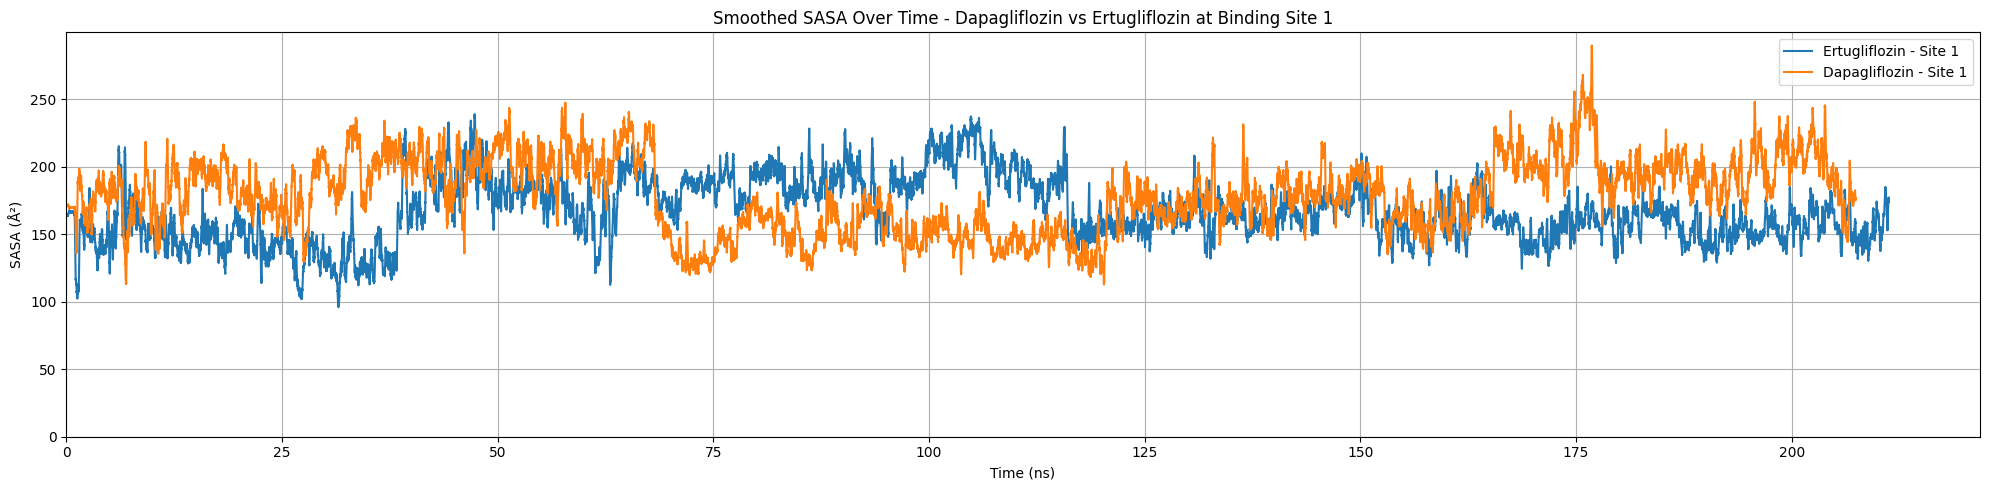 Smoothed SASA Over Time - Dapagliflozin vs Ertugliflozin at Binding Site 1
Ertugliflozin - Site 1
Dapagliflozin - Site 1
SASA (Å²)
250
200
150
100
50
0
0 25 50 75 100 125 150 175 200
Time (ns)